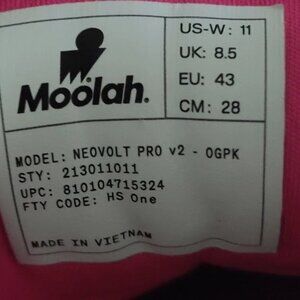 Moolah.
US-W: 11
UK: 8.5
EU: 43
CM: 28
MODEL: NEOVOLT PRO v2 - OGPK
STY: 213011011
UPC: 810104715324
FTY CODE: HS One
MADE IN VIETNAM